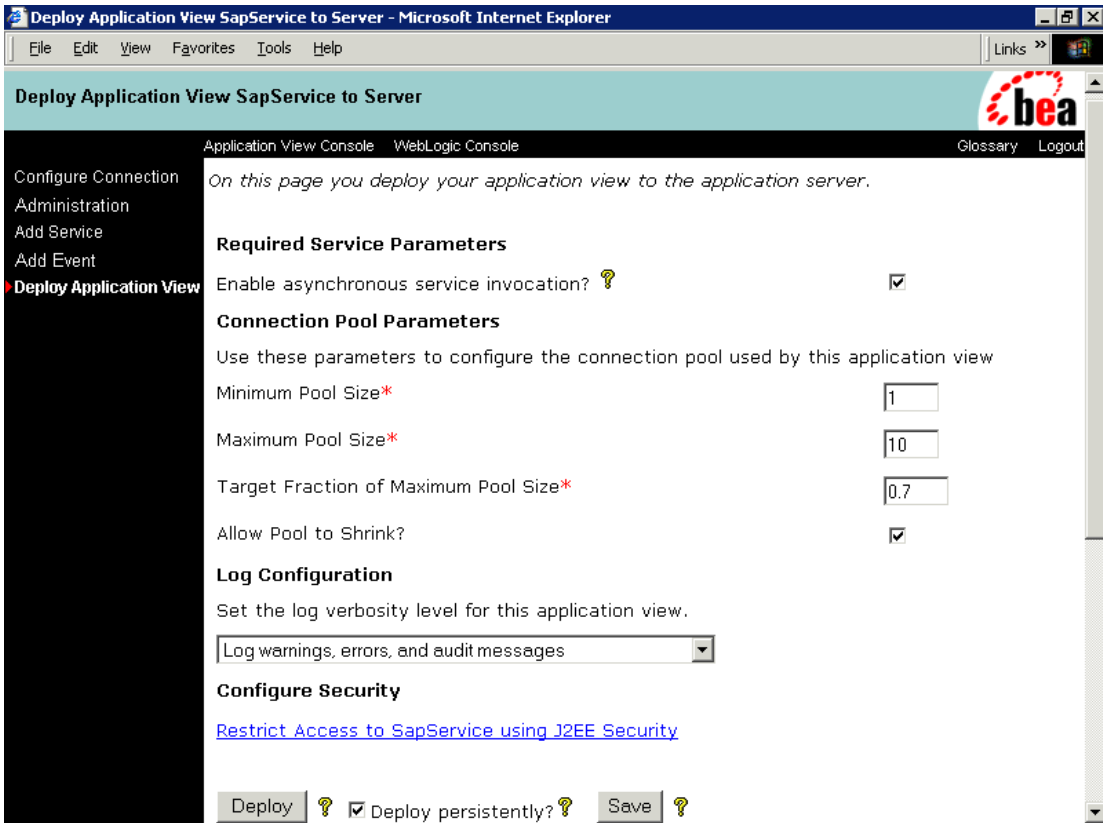 Deploy Application View SapService to Server - Microsoft Internet Explorer
File Edit View Favorites Tools Help Links »
Deploy Application View SapService to Server
bea
Application View Console WebLogic Console Glossary Logout
Configure Connection
Administration
Add Service
Add Event
Deploy Application View
On this page you deploy your application view to the application server.
Required Service Parameters
Enable asynchronous service invocation? ?
Connection Pool Parameters
Use these parameters to configure the connection pool used by this application view
Minimum Pool Size* 1
Maximum Pool Size* 10
Target Fraction of Maximum Pool Size* 0.7
Allow Pool to Shrink?
Log Configuration
Set the log verbosity level for this application view.
Log warnings, errors, and audit messages
Configure Security
Restrict Access to SapService using J2EE Security
Deploy ? Deploy persistently? ? Save ?